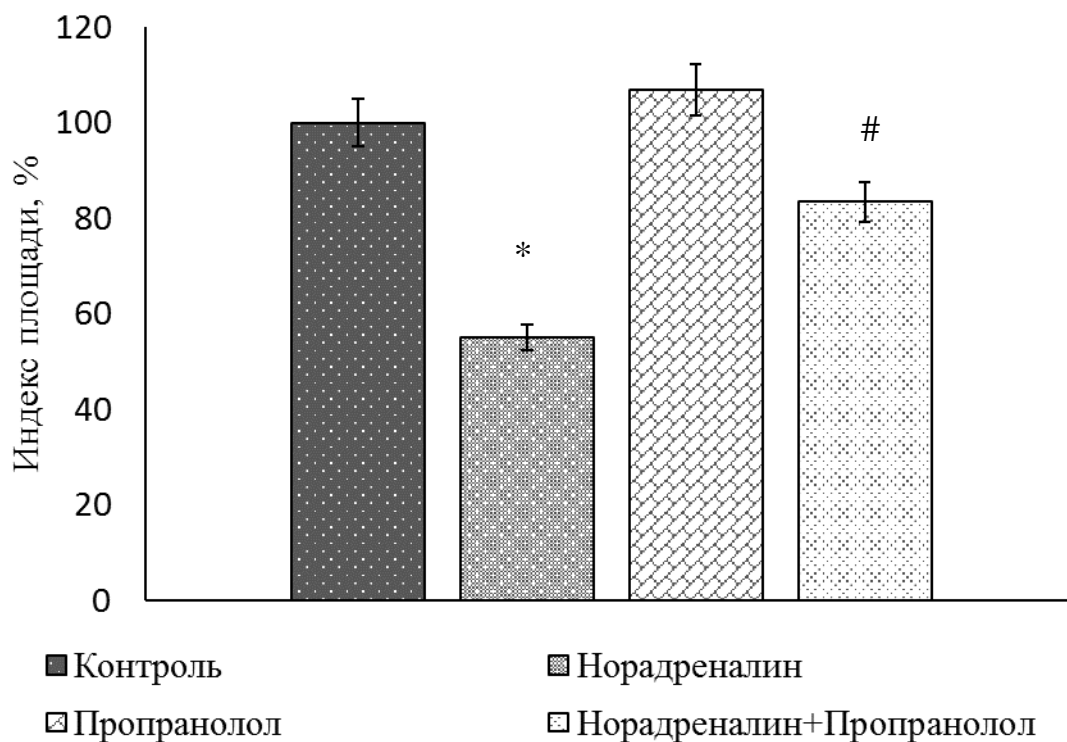 Индекс площади, %
120
100
80
60
40
20
0
*
#
Контроль
Норадреналин
Пропранолол
Норадреналин+Пропранолол